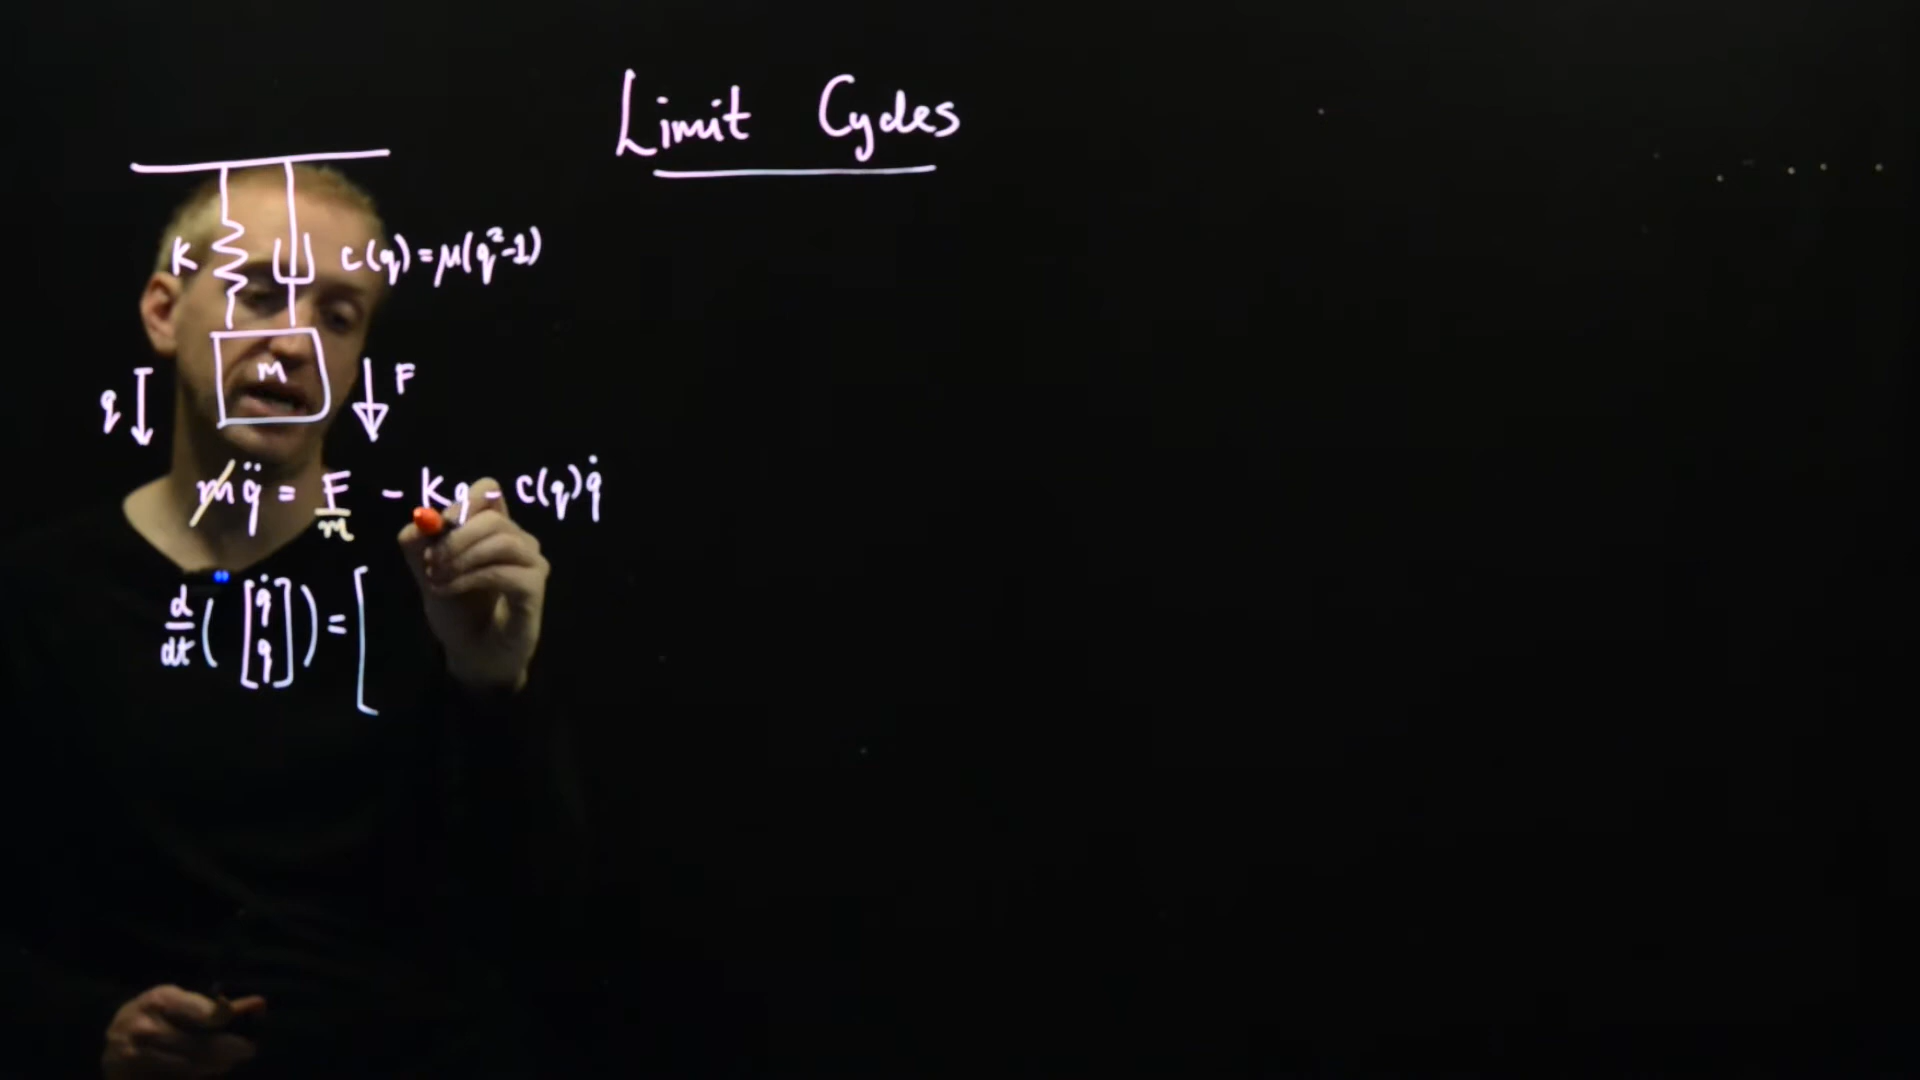 Limit Cycles
K c(q)=μ(q²-1)
m
q F
mq̈ = F/m - Kq - c(q)q̇
d/dt([q̇ q]) = [